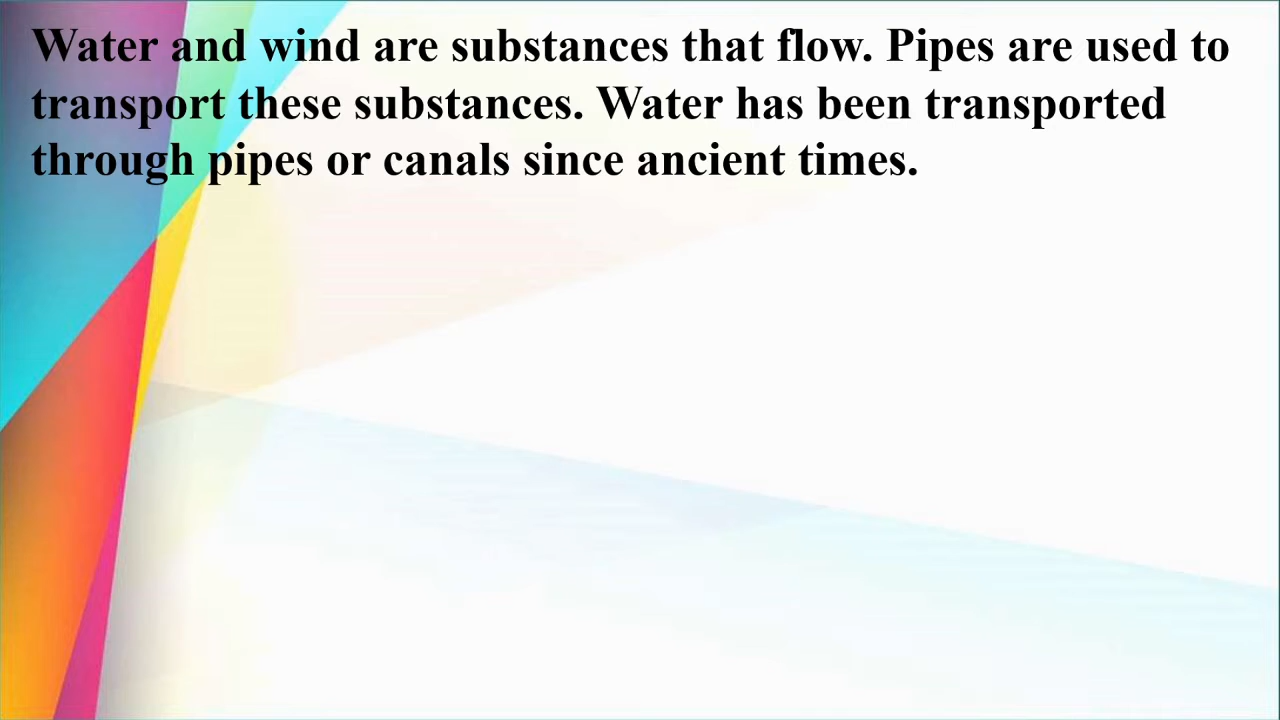 Water and wind are substances that flow. Pipes are used to
transport these substances. Water has been transported
through pipes or canals since ancient times.